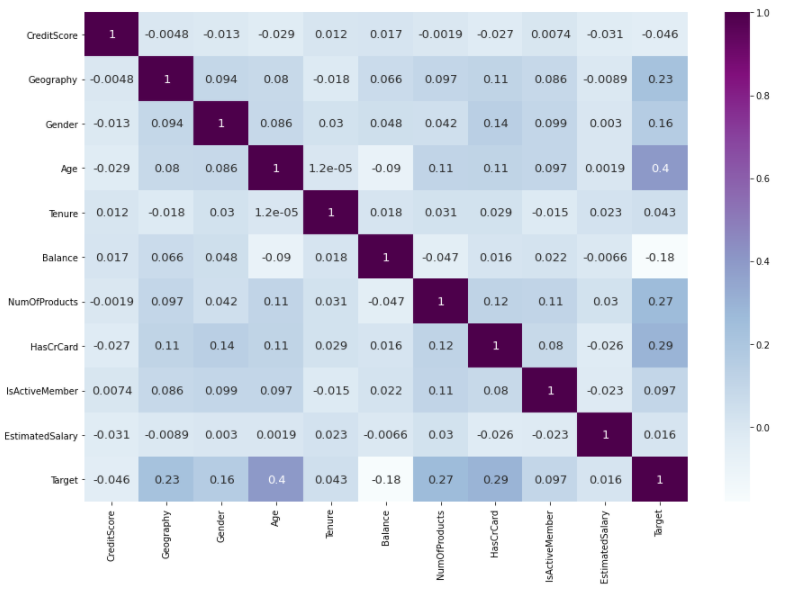 CreditScore 1 -0.0048 -0.013 -0.029 0.012 0.017 -0.0019 -0.027 0.0074 -0.031 -0.046
Geography -0.0048 1 0.094 0.08 -0.018 0.066 0.097 0.11 0.086 -0.0089 0.23
Gender -0.013 0.094 1 0.086 0.03 0.048 0.042 0.14 0.099 0.003 0.16
Age -0.029 0.08 0.086 1 1.2e-05 -0.09 0.11 0.11 0.097 0.0019 0.4
Tenure 0.012 -0.018 0.03 1.2e-05 1 0.018 0.031 0.029 -0.015 0.023 0.043
Balance 0.017 0.066 0.048 -0.09 0.018 1 -0.047 0.016 0.022 -0.0066 -0.18
NumOfProducts -0.0019 0.097 0.042 0.11 0.031 -0.047 1 0.12 0.11 0.03 0.27
HasCrCard -0.027 0.11 0.14 0.11 0.029 0.016 0.12 1 0.08 -0.026 0.29
IsActiveMember 0.0074 0.086 0.099 0.097 -0.015 0.022 0.11 0.08 1 -0.023 0.097
EstimatedSalary -0.031 -0.0089 0.003 0.0019 0.023 -0.0066 0.03 -0.026 -0.023 1 0.016
Target -0.046 0.23 0.16 0.4 0.043 -0.18 0.27 0.29 0.097 0.016 1
CreditScore
Geography
Gender
Age
Tenure
Balance
NumOfProducts
HasCrCard
IsActiveMember
EstimatedSalary
Target
1.0
0.8
0.6
0.4
0.2
0.0